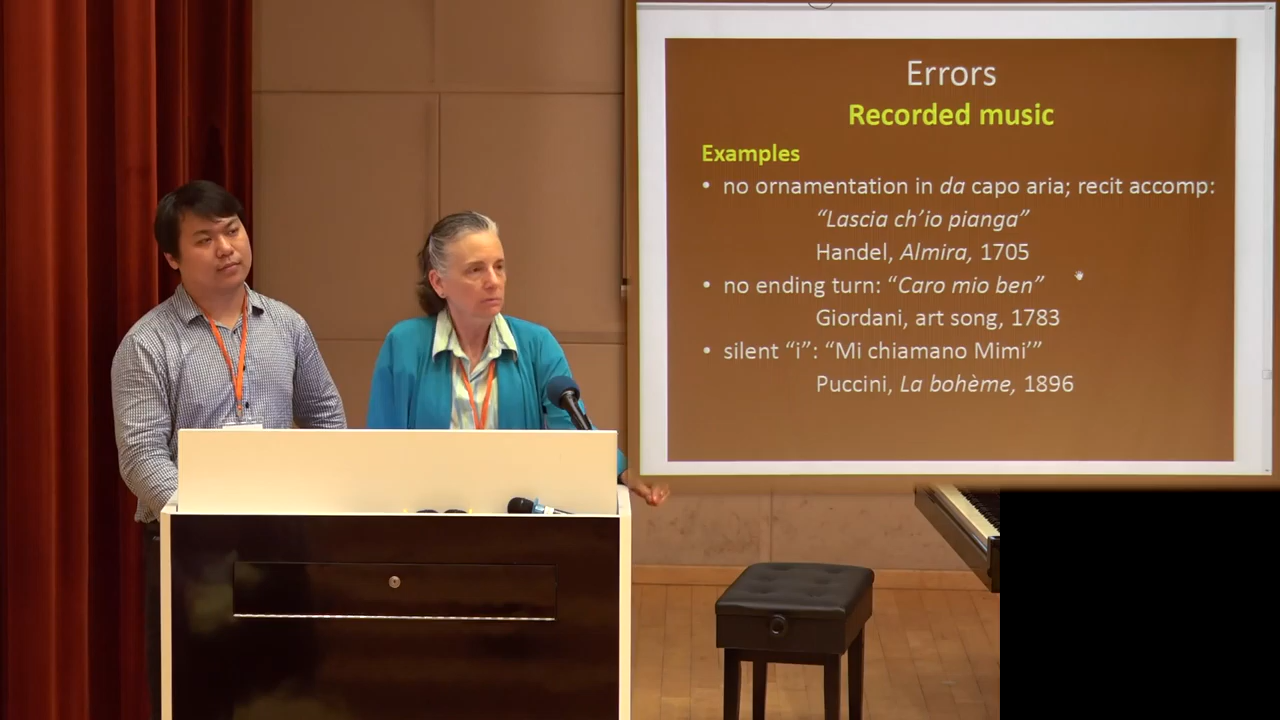 Errors
Recorded music
Examples
• no ornamentation in da capo aria; recit accomp:
“Lascia ch’io pianga”
Handel, Almira, 1705
• no ending turn: “Caro mio ben”
Giordani, art song, 1783
• silent “i”: “Mi chiamano Mimi’”
Puccini, La bohème, 1896